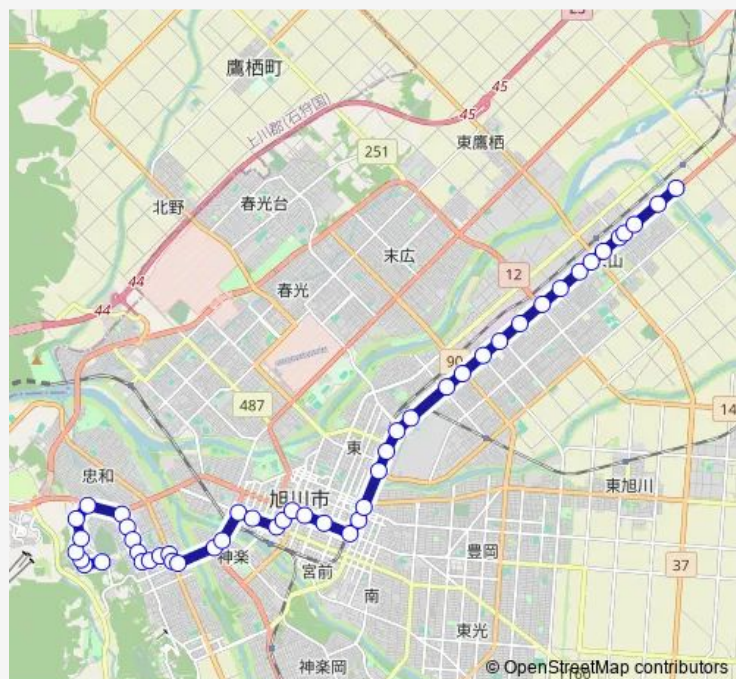 23
鷹栖町
45
上川郡(石狩国)
45
251
東鷹栖
北野
春光台
末広
12
44
春光
44
90
487
14
東
忠和
旭川市
東旭川
神楽
豊岡
宮前
37
南
東光
神楽岡
© OpenStreetMap contributors